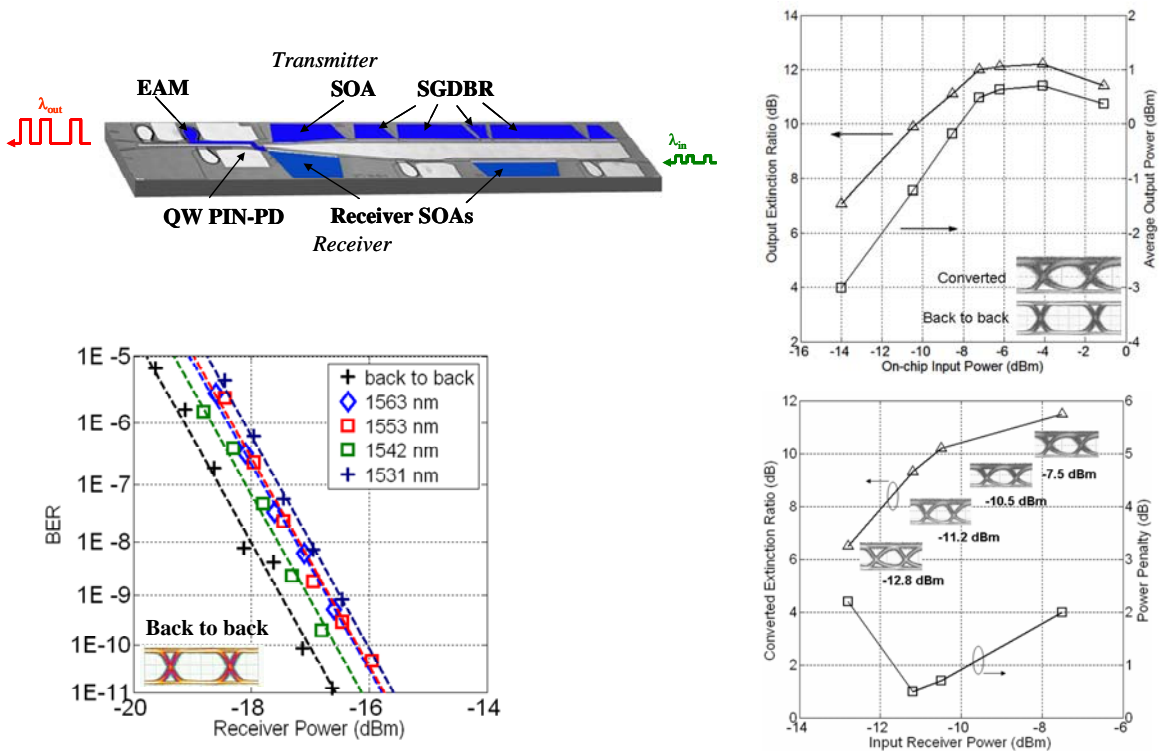 Transmitter
EAM
SOA
SGDBR
λout
λin
QW PIN-PD
Receiver SOAs
Receiver
Output Extinction Ratio (dB)
14
12
10
8
6
4
2
2
1
0
-1
-2
-3
-4
Average Output Power (dBm)
Converted
Back to back
-16 -14 -12 -10 -8 -6 -4 -2 0
On-chip Input Power (dBm)
BER
1E -5
1E -6
1E -7
1E -8
1E -9
1E-10
1E-11
back to back
1563 nm
1553 nm
1542 nm
1531 nm
Back to back
-20 -18 -16 -14
Receiver Power (dBm)
Converted Extinction Ratio (dB)
12
10
8
6
4
2
0
6
5
4
3
2
1
0
Power Penalty (dB)
-7.5 dBm
-10.5 dBm
-11.2 dBm
-12.8 dBm
-14 -12 -10 -8 -6
Input Receiver Power (dBm)